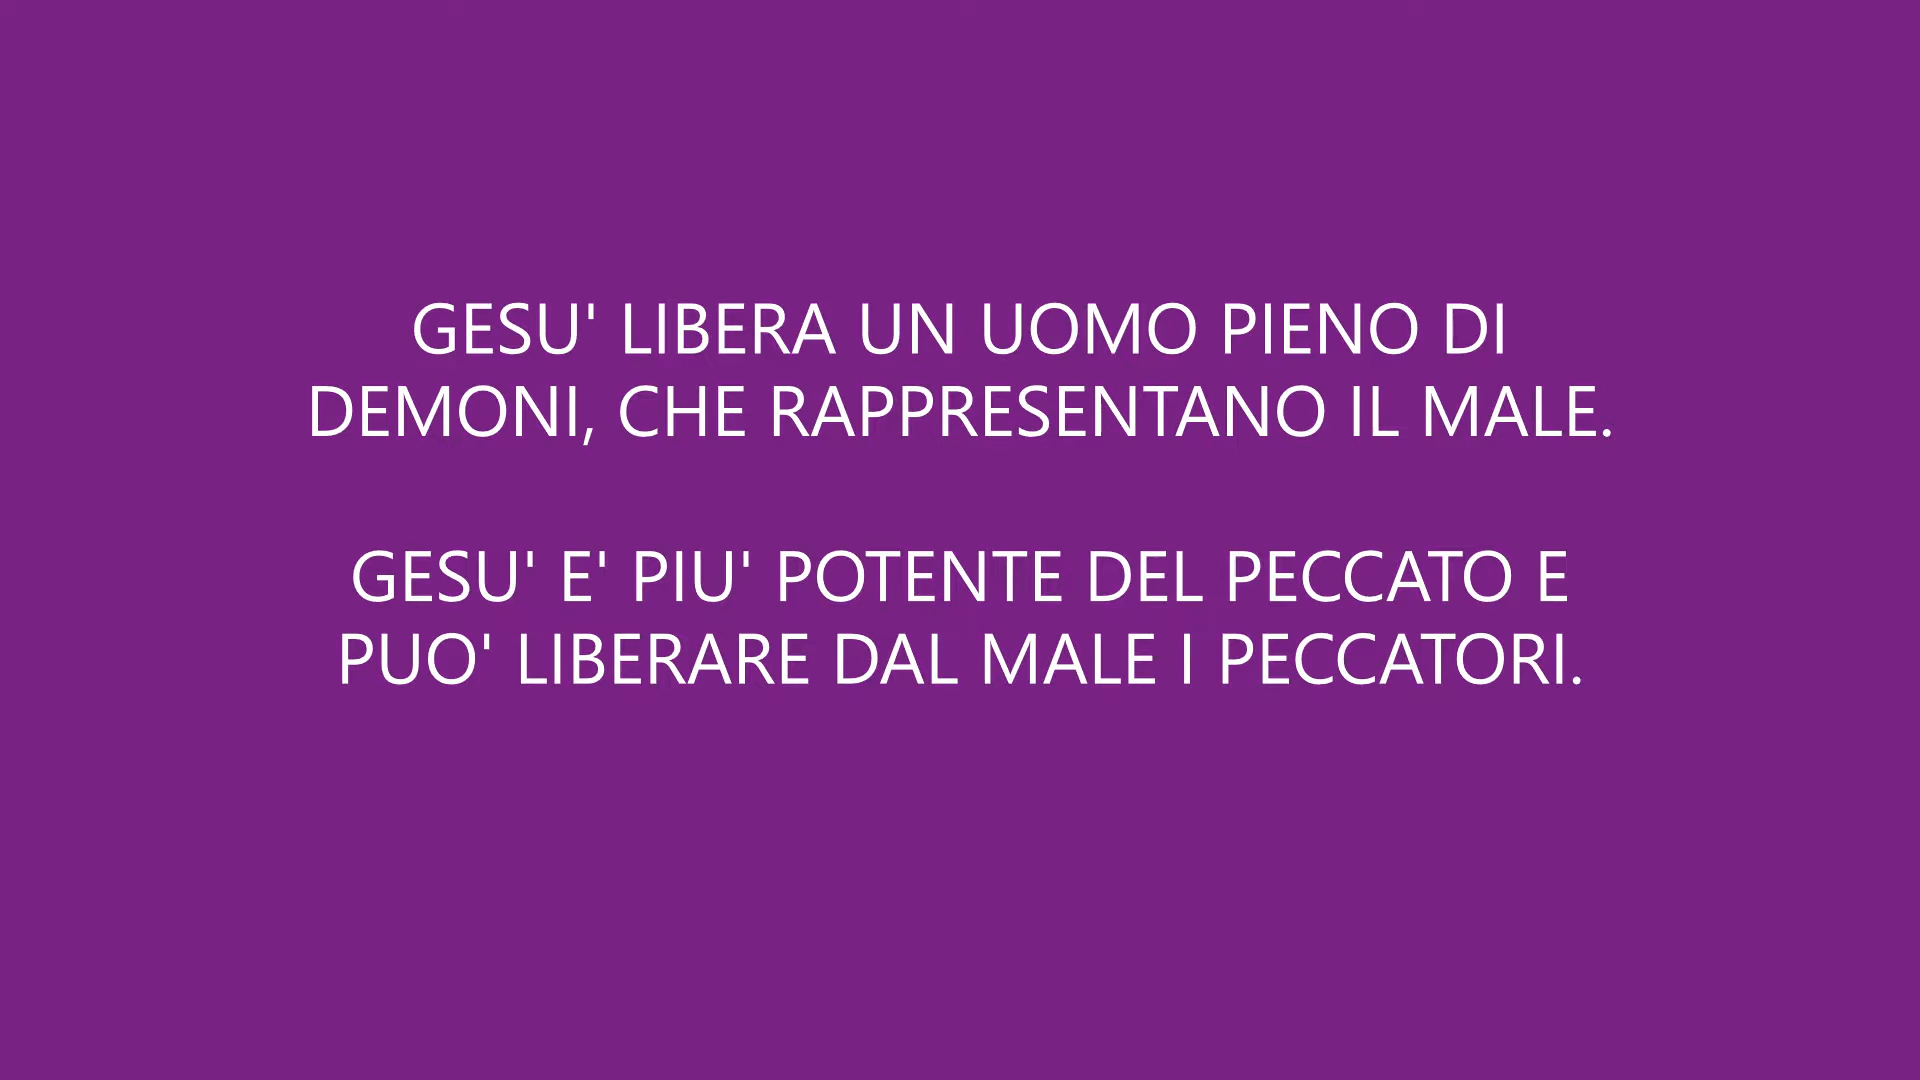 GESU' LIBERA UN UOMO PIENO DI
DEMONI, CHE RAPPRESENTANO IL MALE.
GESU' E' PIU' POTENTE DEL PECCATO E
PUO' LIBERARE DAL MALE I PECCATORI.